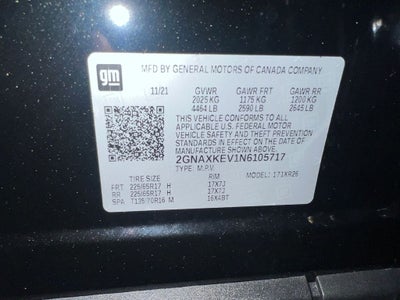 gm
MFD BY GENERAL MOTORS OF CANADA COMPANY
11/21 GVWR GAWR FRT GAWR RR
2025 KG 1175 KG 1200 KG
4464 LB 2590 LB 2645 LB
THIS VEHICLE CONFORMS TO ALL
APPLICABLE U.S. FEDERAL MOTOR
VEHICLE SAFETY AND THEFT PREVENTION
STANDARDS IN EFFECT ON THE DATE
OF MANUFACTURE SHOWN ABOVE.
2GNAXKEV1N6105717
TYPE: M.P.V. MODEL: 1XR26
TIRE SIZE RIM
FRT 225/65R17 H 17X7J
RR 225/65R17 H 17X7J
SPA T135/70R16 M 16X4BT